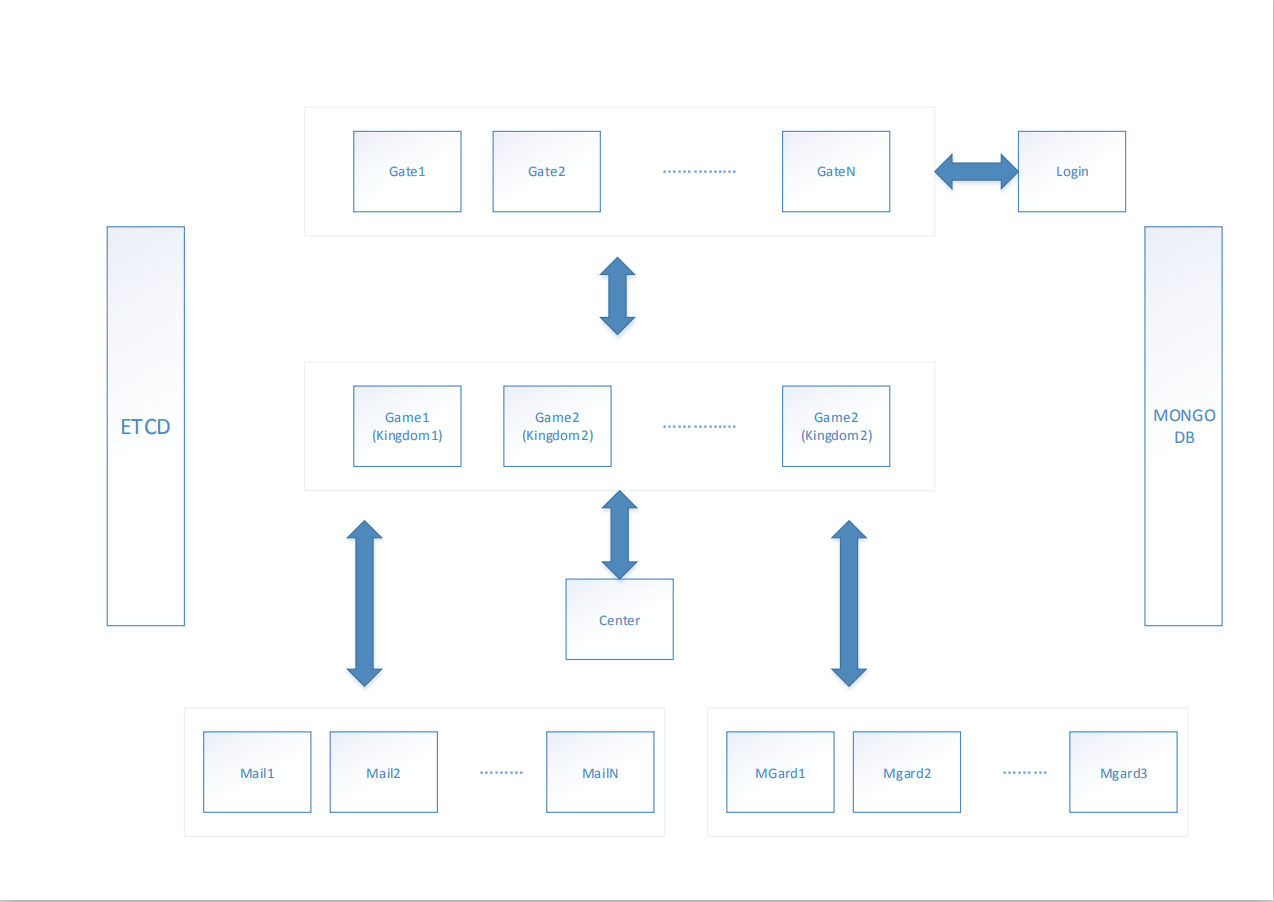 Gate1
Gate2
...............
GateN
Login
ETCD
Game1
(Kingdom1)
Game2
(Kingdom2)
...............
Game2
(Kingdom2)
MONGO
DB
Center
Mail1
Mail2
.........
MailN
MGard1
Mgard2
.........
Mgard3